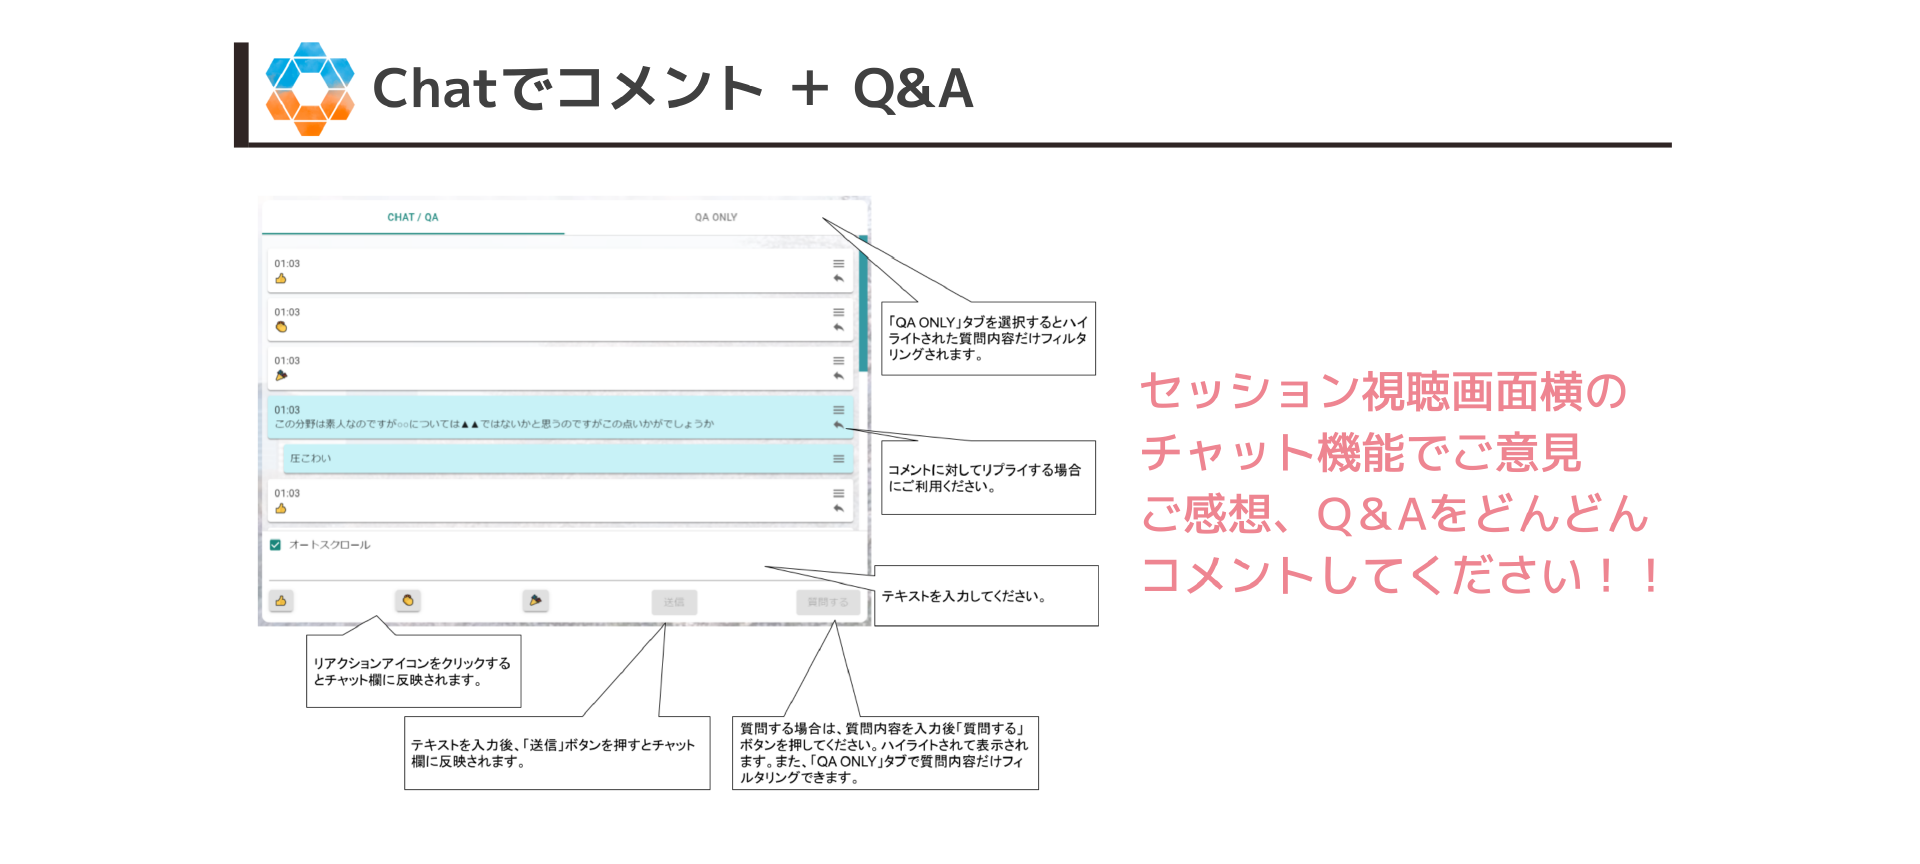 Chatでコメント ＋ Q&A
CHAT / QA
QA ONLY
01:03
01:03
01:03
01:03
この分野は素人なのですが○○については▲▲ではないかと思うのですがこの点いかがでしょうか
圧こわい
01:03
オートスクロール
送信
質問する
「QA ONLY」タブを選択するとハイ
ライトされた質問内容だけフィルタ
リングされます。
コメントに対してリプライする場合
にご利用ください。
テキストを入力してください。
リアクションアイコンをクリックする
とチャット欄に反映されます。
テキストを入力後、「送信」ボタンを押すとチャット
欄に反映されます。
質問する場合は、質問内容を入力後「質問する」
ボタンを押してください。ハイライトされて表示され
ます。また、「QA ONLY」タブで質問内容だけフィ
ルタリングできます。
セッション視聴画面横の
チャット機能でご意見
ご感想、Q＆Aをどんどん
コメントしてください！！